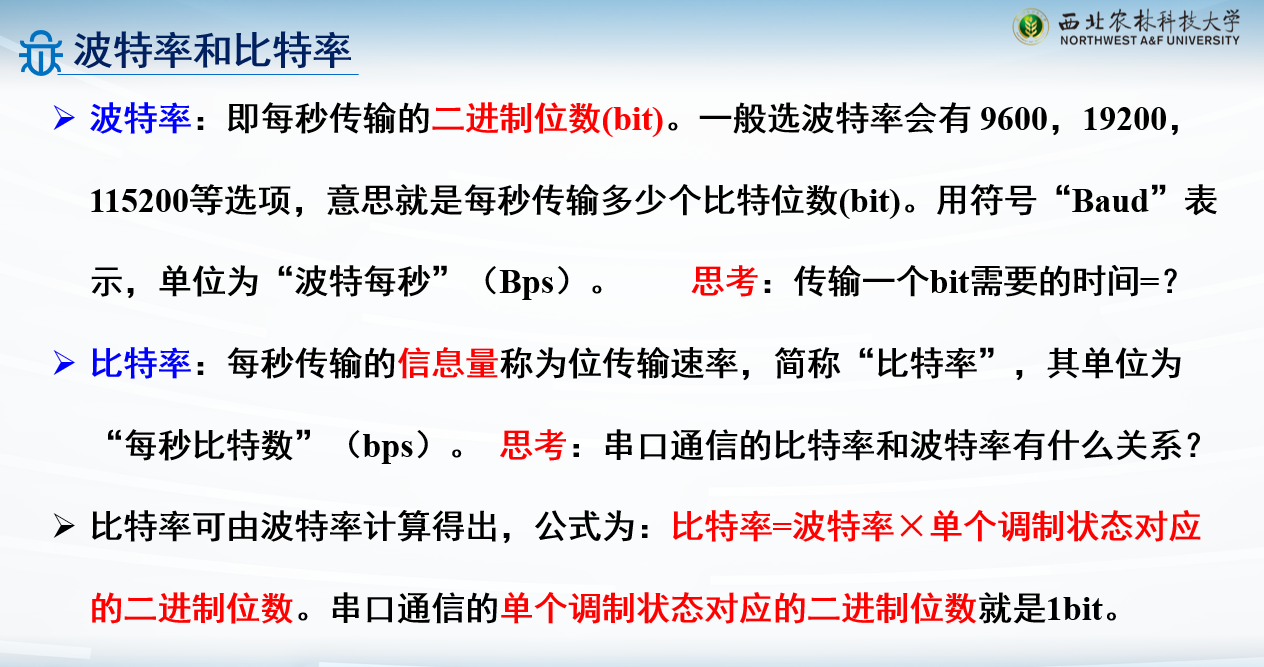 西北农林科技大学
NORTHWEST A&F UNIVERSITY
波特率和比特率
波特率：即每秒传输的二进制位数(bit)。一般选波特率会有 9600，19200，
115200等选项，意思就是每秒传输多少个比特位数(bit)。用符号“Baud”表
示，单位为“波特每秒”（Bps）。 思考：传输一个bit需要的时间=？
比特率：每秒传输的信息量称为位传输速率，简称“比特率”，其单位为
“每秒比特数”（bps）。 思考：串口通信的比特率和波特率有什么关系？
比特率可由波特率计算得出，公式为：比特率=波特率×单个调制状态对应
的二进制位数。串口通信的单个调制状态对应的二进制位数就是1bit。